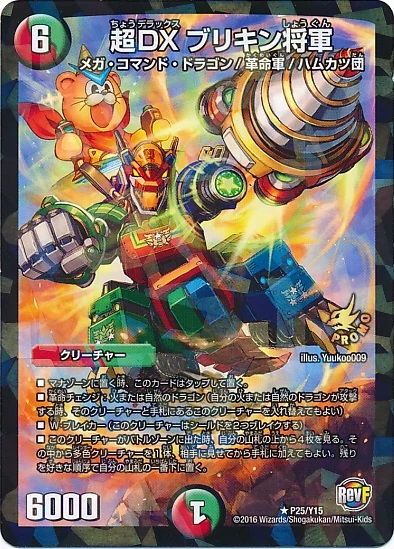 ちょうデラックス しょうぐん
6 超DX ブリキン将軍
かくめいぐん だん
メガ・コマンド・ドラゴン/革命軍/ハムカツ団
PROMO
illus. Yuukoo009
クリーチャー
■ マナゾーンに置く時、このカードはタップして置く。
■ 革命チェンジ：火または自然のドラゴン（自分の火または自然のドラゴンが攻撃
する時、そのクリーチャーと手札にあるこのクリーチャーを入れ替えてもよい）
■ W・ブレイカー（このクリーチャーはシールドを2つブレイクする）
■ このクリーチャーがバトルゾーンに出た時、自分の山札の上から4枚を見る。そ
の中から多色クリーチャーを1体、相手に見せてから手札に加えてもよい。残り
を好きな順序で自分の山札の一番下に置く。
6000
1
RevF
★P25/Y15
©2016 Wizards/Shogakukan/Mitsui-Kids